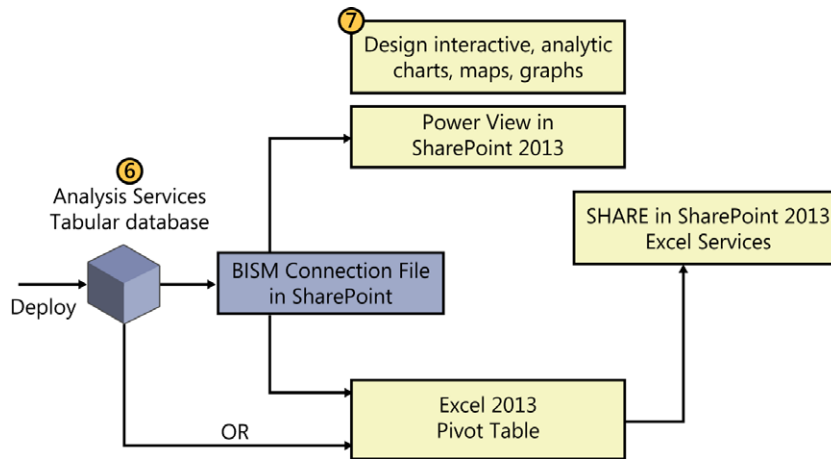 7
Design interactive, analytic
charts, maps, graphs
Power View in
SharePoint 2013
6
Analysis Services
Tabular database
SHARE in SharePoint 2013
Excel Services
BISM Connection File
in SharePoint
Deploy
Excel 2013
Pivot Table
OR